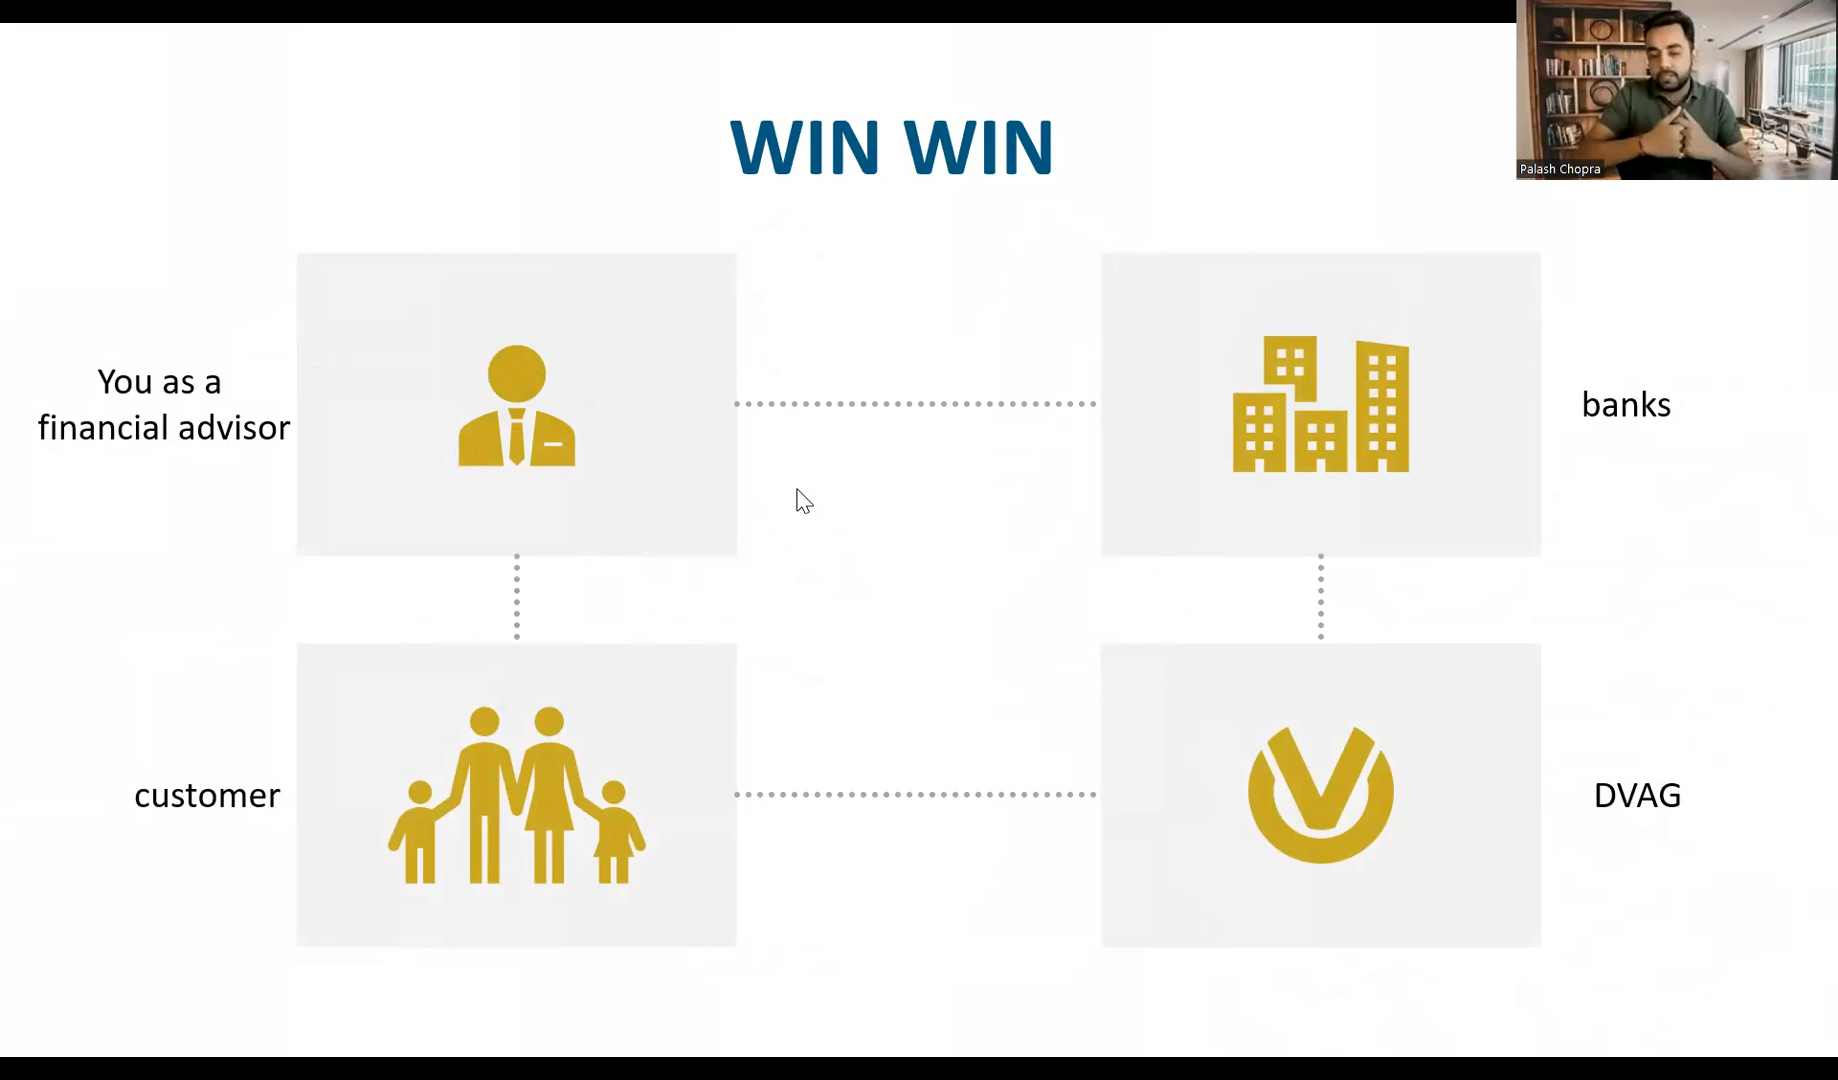 WIN WIN
Palash Chopra
You as a
financial advisor
banks
customer
DVAG